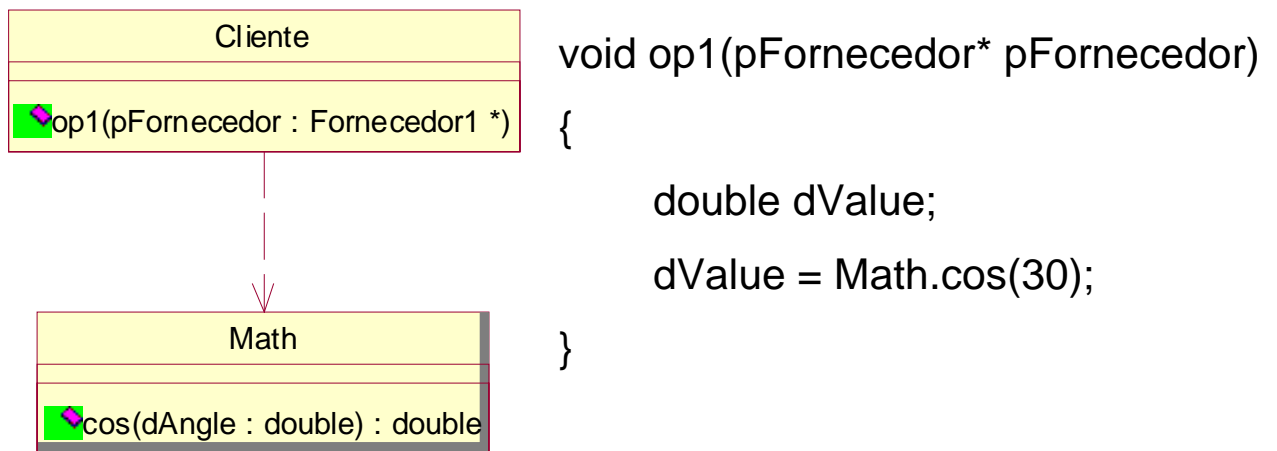 Cliente
op1(pFornecedor : Fornecedor1 *)
Math
cos(dAngle : double) : double
void op1(pFornecedor* pFornecedor)
{
double dValue;
dValue = Math.cos(30);
}